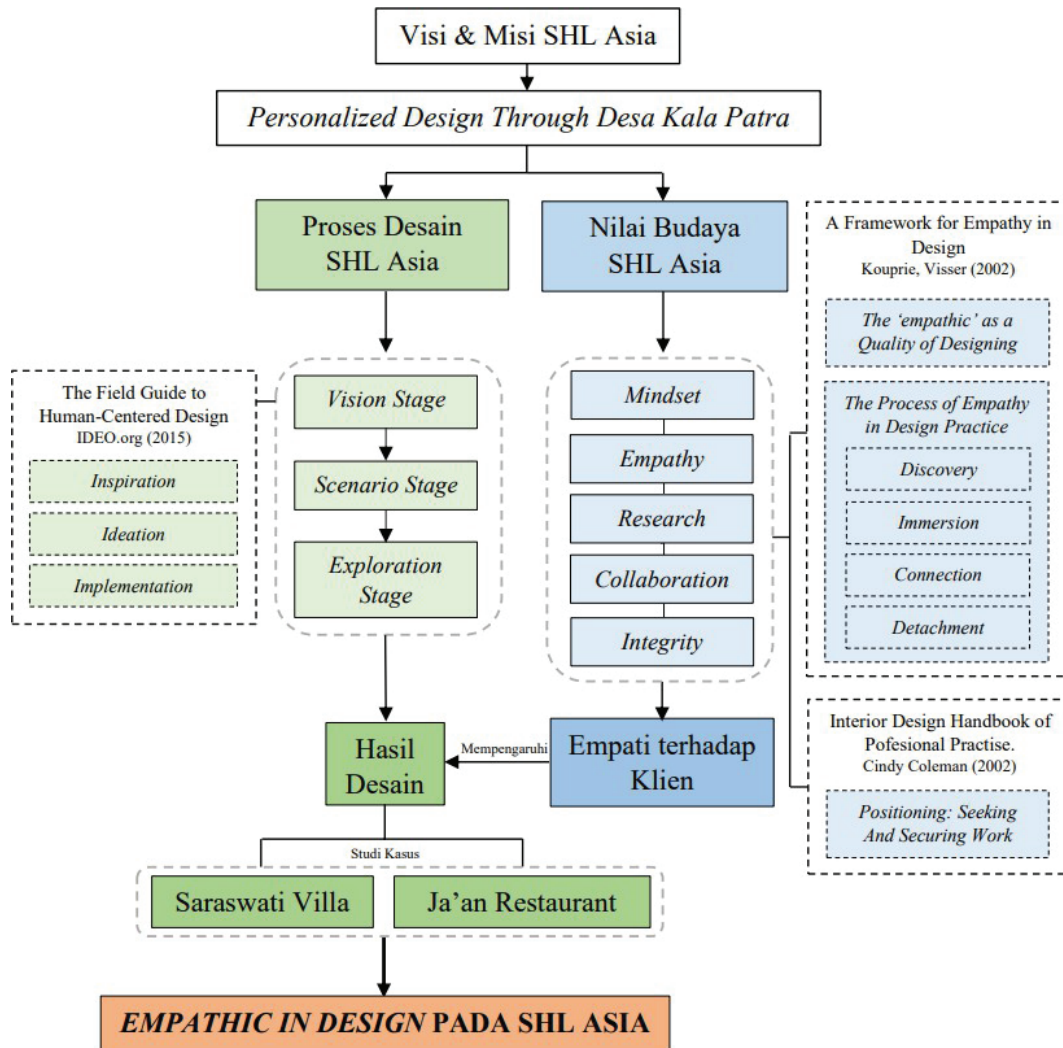 Visi & Misi SHL Asia
Personalized Design Through Desa Kala Patra
Proses Desain
SHL Asia
Nilai Budaya
SHL Asia
The Field Guide to
Human-Centered Design
IDEO.org (2015)
Inspiration
Ideation
Implementation
Vision Stage
Scenario Stage
Exploration
Stage
Mindset
Empathy
Research
Collaboration
Integrity
A Framework for Empathy in
Design
Kouprie, Visser (2002)
The ‘empathic’ as a
Quality of Designing
The Process of Empathy
in Design Practice
Discovery
Immersion
Connection
Detachment
Interior Design Handbook of
Pofesional Practise.
Cindy Coleman (2002)
Positioning: Seeking
And Securing Work
Hasil
Desain
Mempengaruhi
Empati terhadap
Klien
Studi Kasus
Saraswati Villa
Ja’an Restaurant
EMPATHIC IN DESIGN PADA SHL ASIA